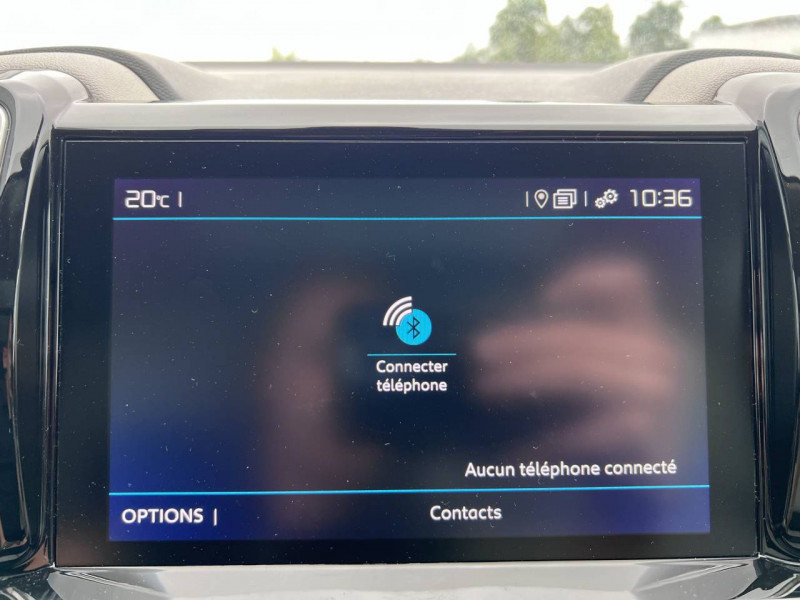 20°C
10:36
Connecter
téléphone
Aucun téléphone connecté
OPTIONS
Contacts